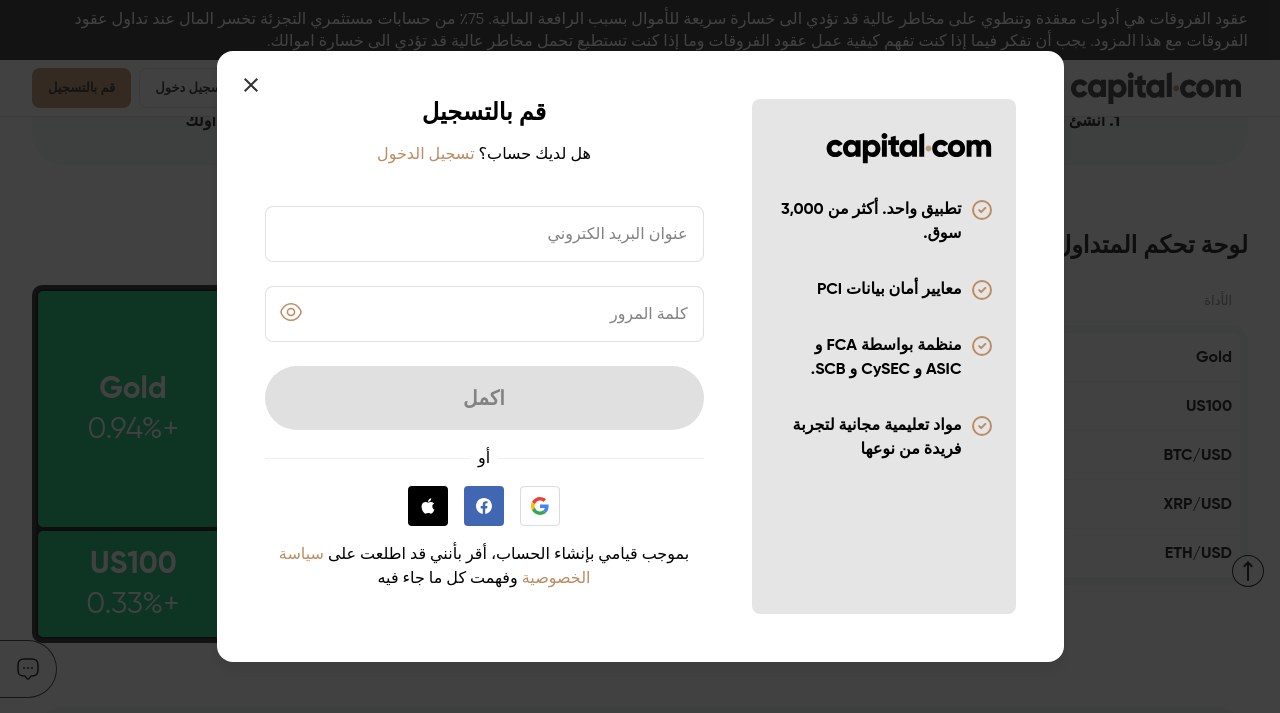 عقود الفروقات هي أدوات معقدة وتنطوي على مخاطر عالية قد تؤدي الى خسارة سريعة للأموال بسبب الرافعة المالية. 75٪ من حسابات مستثمري التجزئة تخسر المال عند تداول عقود
الفروقات مع هذا المزود. يجب أن تفكر فيما إذا كنت تفهم كيفية عمل عقود الفروقات وما إذا كنت تستطيع تحمل مخاطر عالية قد تؤدي الى خسارة اموالك.
capital.com
قم بالتسجيل
1. أنشئ
لوحة تحكم المتداول
الأداة
Gold
US100
BTC/USD
XRP/USD
ETH/USD
Gold
0.94%+
US100
0.33%+
capital.com
تطبيق واحد. أكثر من 3,000
سوق.
معايير أمان بيانات PCI
منظمة بواسطة FCA و
ASIC و CySEC و SCB.
مواد تعليمية مجانية لتجربة
فريدة من نوعها
قم بالتسجيل
هل لديك حساب؟ تسجيل الدخول
عنوان البريد الكتروني
كلمة المرور
اكمل
أو
بموجب قيامي بإنشاء الحساب، أقر بأنني قد اطلعت على سياسة
الخصوصية وفهمت كل ما جاء فيه